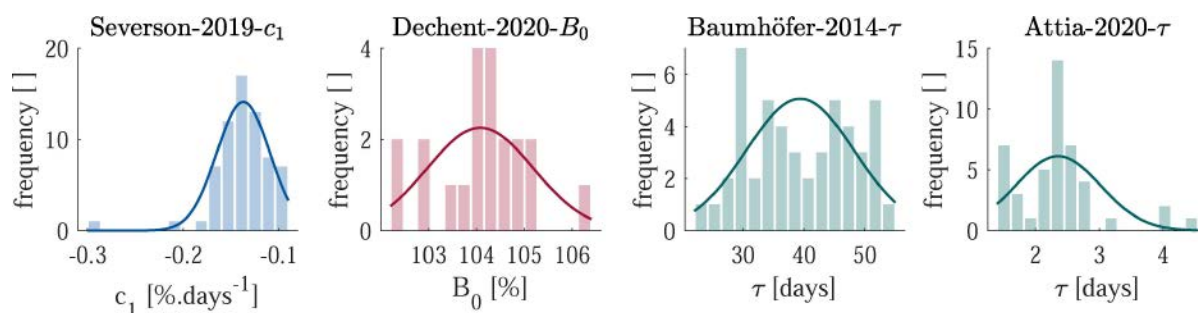 Severson-2019-c₁
20
10
0
frequency [ ]
-0.3 -0.2 -0.1
c₁ [%.days⁻¹]
Dechent-2020-B₀
4
2
0
frequency [ ]
103 104 105 106
B₀ [%]
Baumhöfer-2014-τ
6
4
2
0
frequency [ ]
30 40 50
τ [days]
Attia-2020-τ
15
10
5
0
frequency [ ]
2 3 4
τ [days]